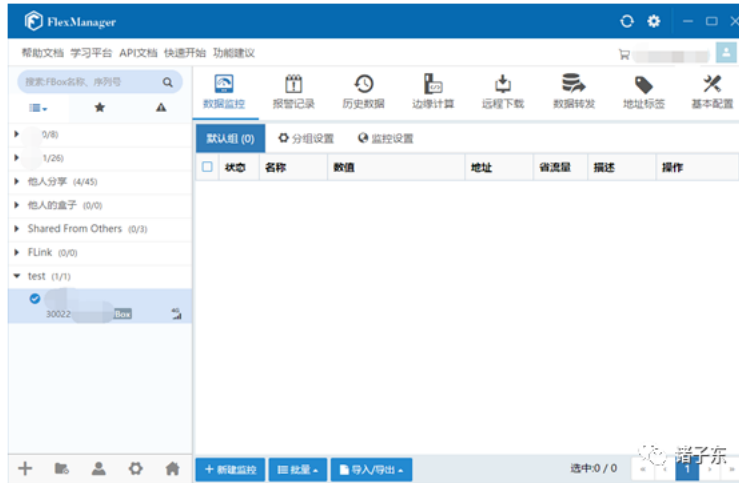 FlexManager
帮助文档 学习平台 API文档 快速开始 功能建议
搜索:FBox名称、序列号
数据监控 报警记录 历史数据 边缘计算 远程下载 数据转发 地址标签 基本配置
默认组 (0) 分组设置 监控设置
状态 名称 数值 地址 省流量 描述 操作
0/8)
1/26)
他人分享 (4/45)
他人的盒子 (0/0)
Shared From Others (0/3)
FLink (0/0)
test (1/1)
30022 Box 4G
+ 新建监控 批量 导入/导出 选中:0 / 0 « ‹ 1 › »
诸子东